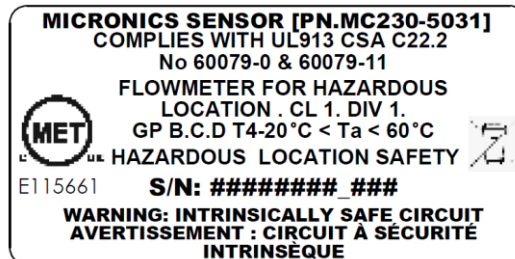 MICRONICS SENSOR [PN.MC230-5031]
COMPLIES WITH UL913 CSA C22.2
No 60079-0 & 60079-11
FLOWMETER FOR HAZARDOUS
LOCATION . CL 1. DIV 1.
GP B.C.D T4-20°C < Ta < 60°C
HAZARDOUS LOCATION SAFETY
MET
E115661
S/N: ########_###
WARNING: INTRINSICALLY SAFE CIRCUIT
AVERTISSEMENT : CIRCUIT À SÉCURITÉ
INTRINSÈQUE